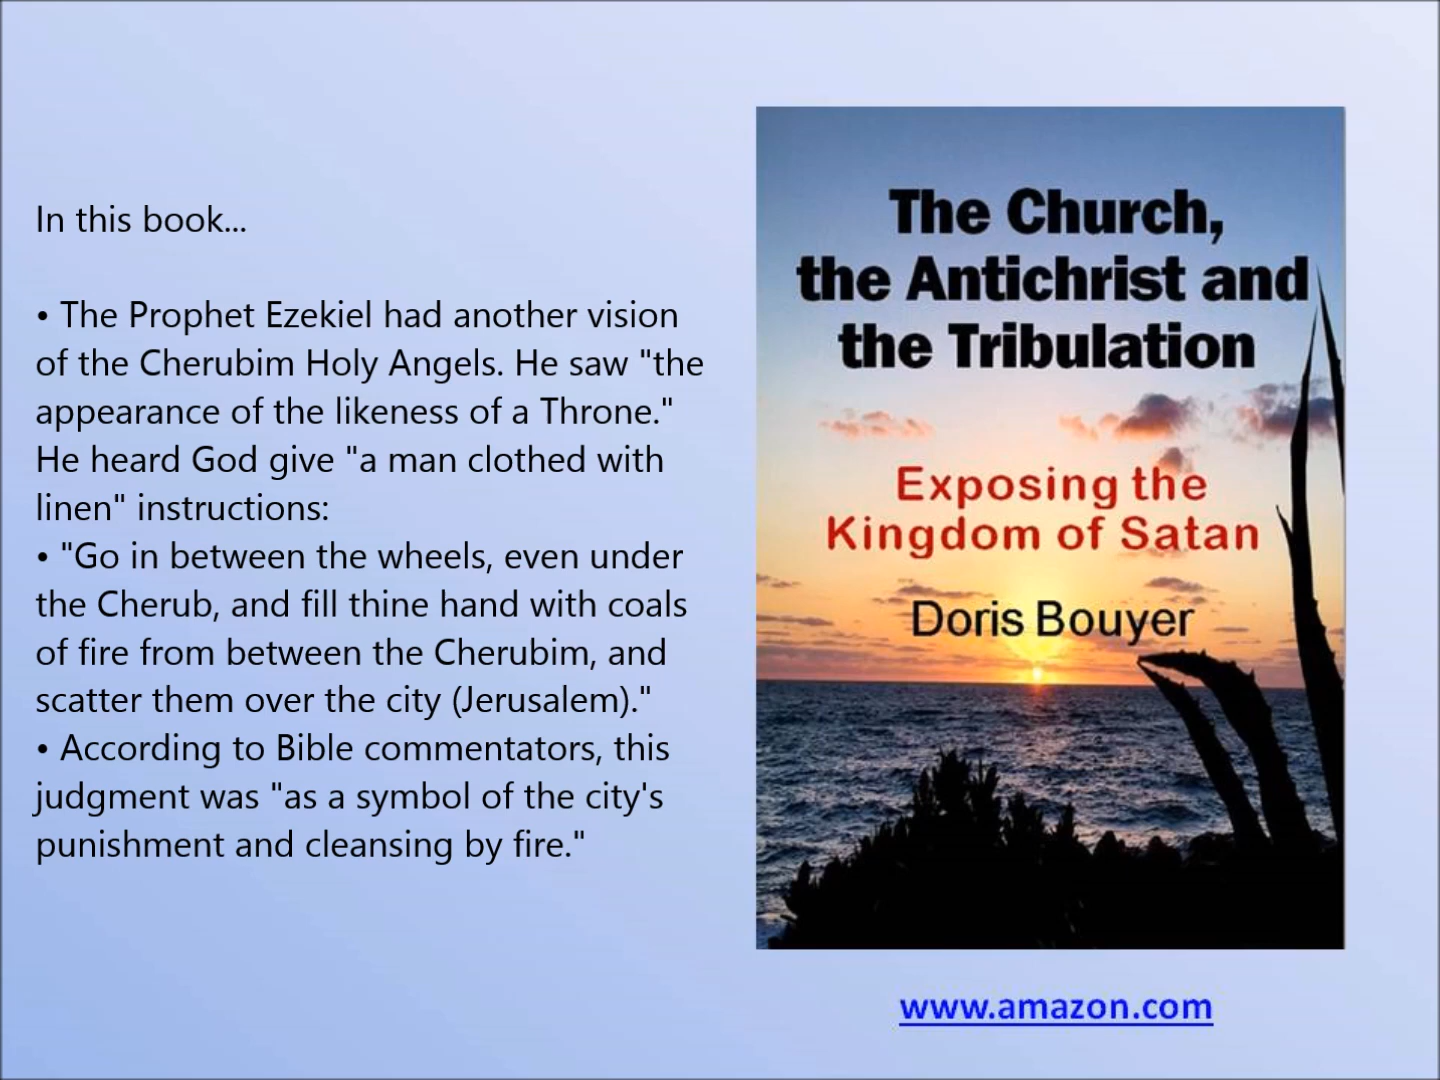 In this book...
• The Prophet Ezekiel had another vision
of the Cherubim Holy Angels. He saw "the
appearance of the likeness of a Throne."
He heard God give "a man clothed with
linen" instructions:
• "Go in between the wheels, even under
the Cherub, and fill thine hand with coals
of fire from between the Cherubim, and
scatter them over the city (Jerusalem)."
• According to Bible commentators, this
judgment was "as a symbol of the city's
punishment and cleansing by fire."
The Church,
the Antichrist and
the Tribulation
Exposing the
Kingdom of Satan
Doris Bouyer
www.amazon.com